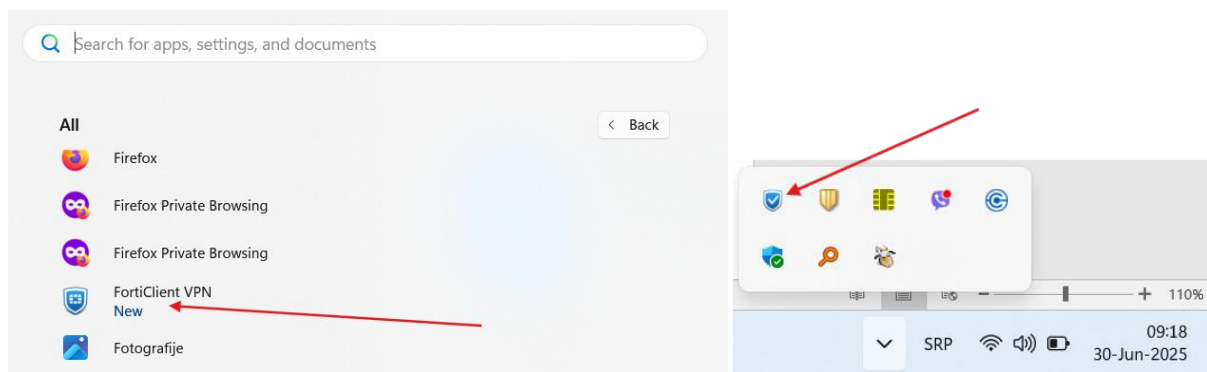 Search for apps, settings, and documents
All
Back
Firefox
Firefox Private Browsing
Firefox Private Browsing
FortiClient VPN
New
Fotografije
110%
SRP
09:18
30-Jun-2025